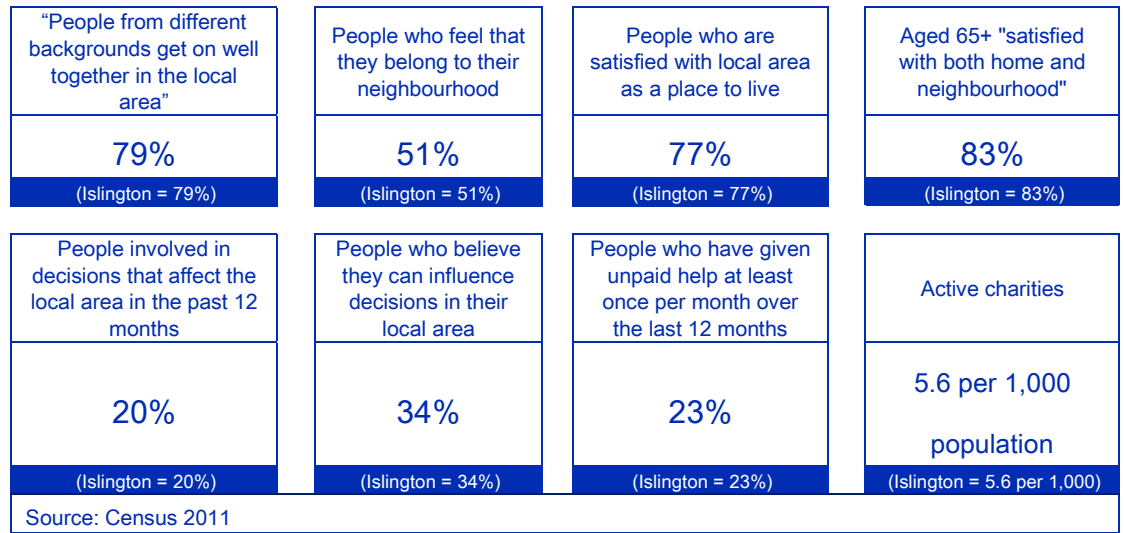 “People from different
backgrounds get on well
together in the local
area”
79%
(Islington = 79%)
People who feel that
they belong to their
neighbourhood
51%
(Islington = 51%)
People who are
satisfied with local area
as a place to live
77%
(Islington = 77%)
Aged 65+ "satisfied
with both home and
neighbourhood"
83%
(Islington = 83%)
People involved in
decisions that affect the
local area in the past 12
months
20%
(Islington = 20%)
People who believe
they can influence
decisions in their
local area
34%
(Islington = 34%)
People who have given
unpaid help at least
once per month over
the last 12 months
23%
(Islington = 23%)
Active charities
5.6 per 1,000
population
(Islington = 5.6 per 1,000)
Source: Census 2011